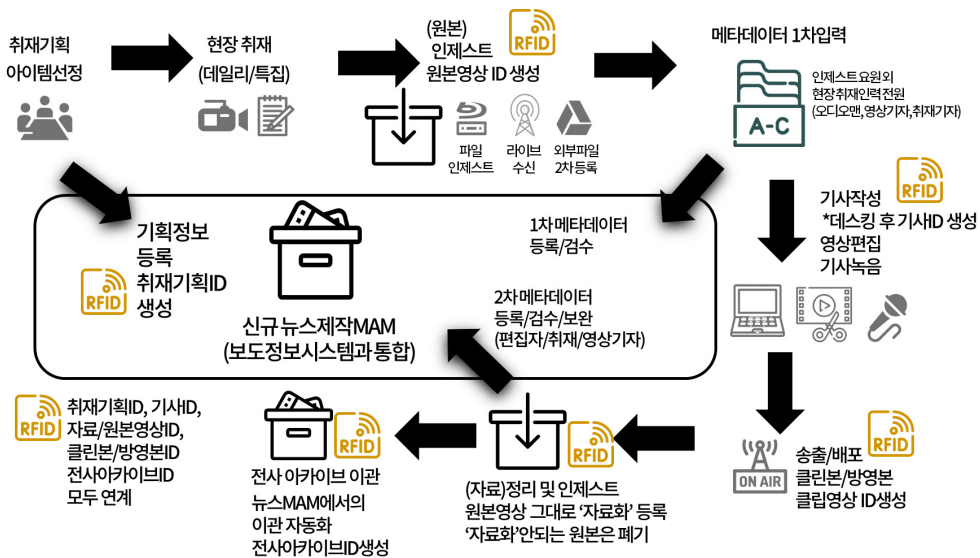 취재기획
아이템선정
현장 취재
(데일리/특집)
(원본)
인제스트
원본영상 ID 생성
RFID
파일
인제스트
라이브
수신
외부파일
2차 등록
메타데이터 1차입력
A-C
인제스트 요원 외
현장취재인력 전원
(오디오맨, 영상기자, 취재기자)
기획정보
등록
취재기획ID
생성
RFID
신규 뉴스제작MAM
(보도정보시스템과 통합)
1차 메타데이터
등록/검수
2차 메타데이터
등록/검수/보완
(편집자/취재/영상기자)
기사작성
*데스킹 후 기사ID 생성
영상편집
기사녹음
RFID
ON AIR
송출/배포
클린본/방영본
클립영상 ID생성
RFID
RFID
(자료)정리 및 인제스트
원본영상 그대로 ‘자료화’ 등록
‘자료화’안되는 원본은 폐기
RFID
전사 아카이브 이관
뉴스MAM에서의
이관 자동화
전사아카이브ID생성
RFID
취재기획ID, 기사ID,
자료/원본영상ID,
클린본/방영본ID
전사아카이브ID
모두 연계